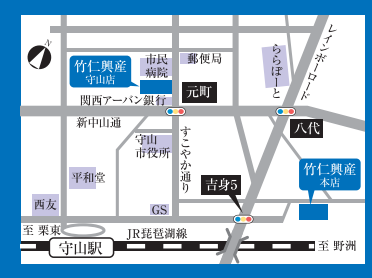 N
竹仁興産
守山店
市民
病院
郵便局
ららぽーと
レインボーロード
関西アーバン銀行
元町
新中山通
八代
守山
市役所
すこやか通り
平和堂
吉身5
竹仁興産
本店
西友
GS
至 栗東
JR琵琶湖線
守山駅
至 野洲